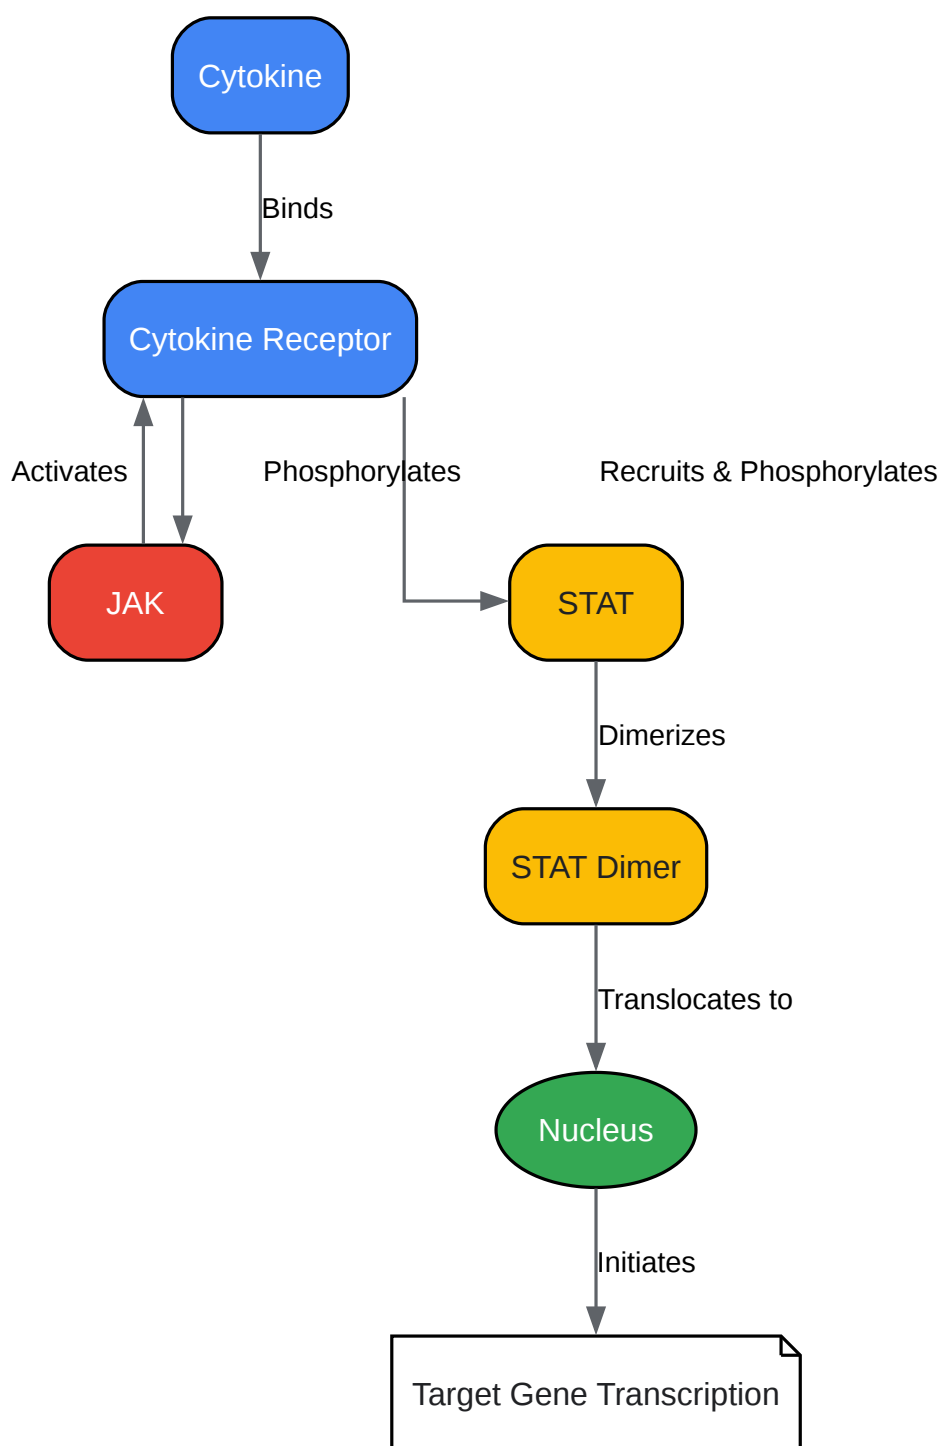 Cytokine
Binds
Cytokine Receptor
Activates
Phosphorylates
Recruits & Phosphorylates
JAK
STAT
Dimerizes
STAT Dimer
Translocates to
Nucleus
Initiates
Target Gene Transcription